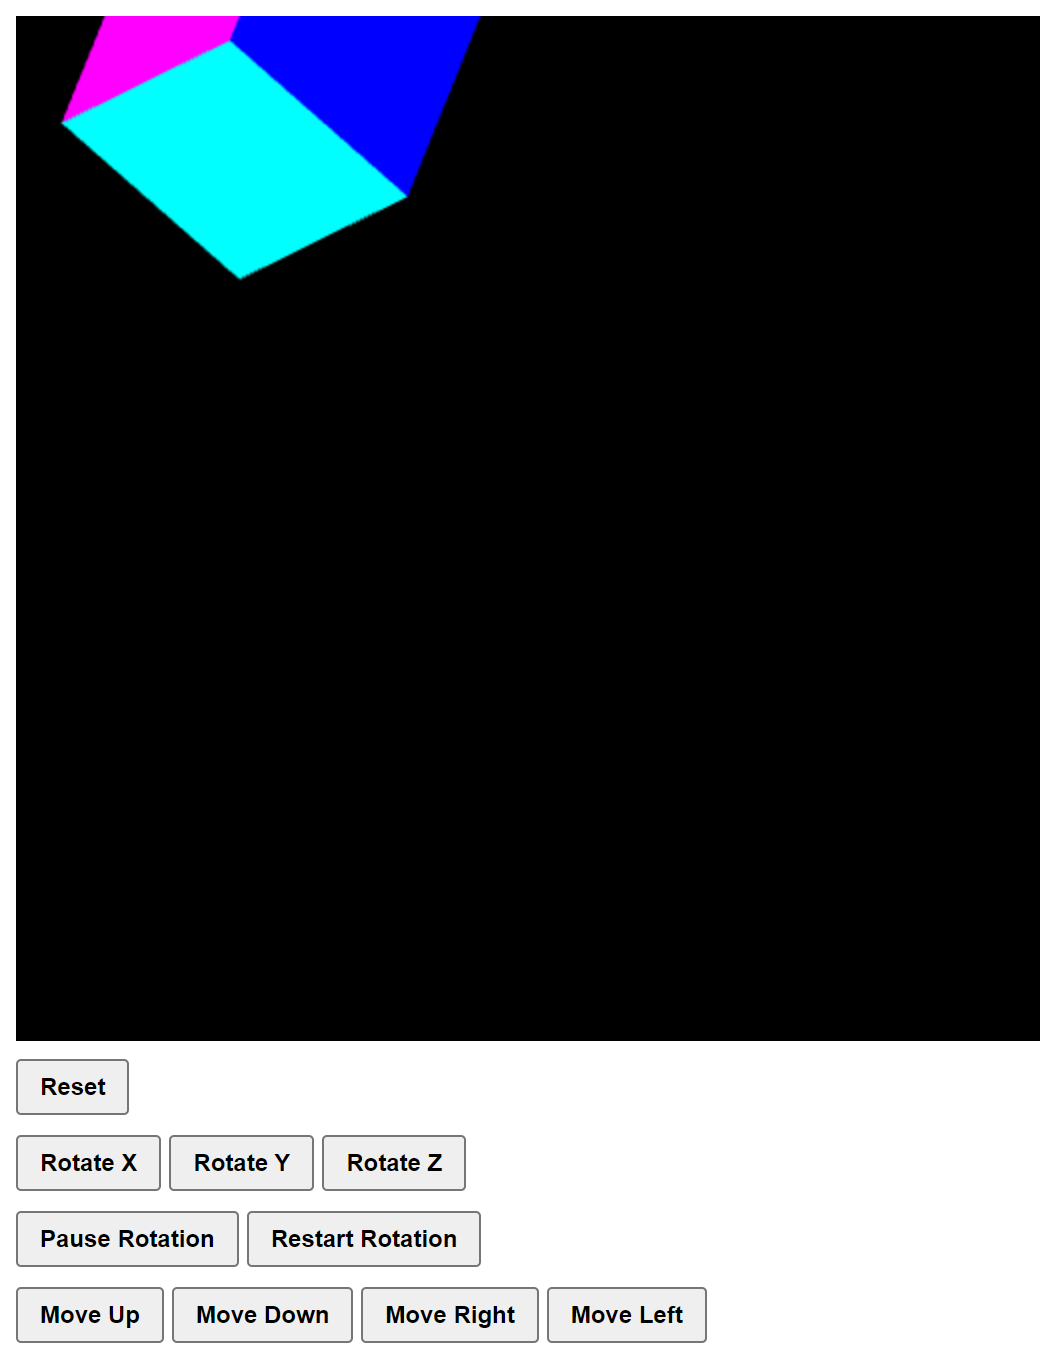 Reset
Rotate X Rotate Y Rotate Z
Pause Rotation Restart Rotation
Move Up Move Down Move Right Move Left